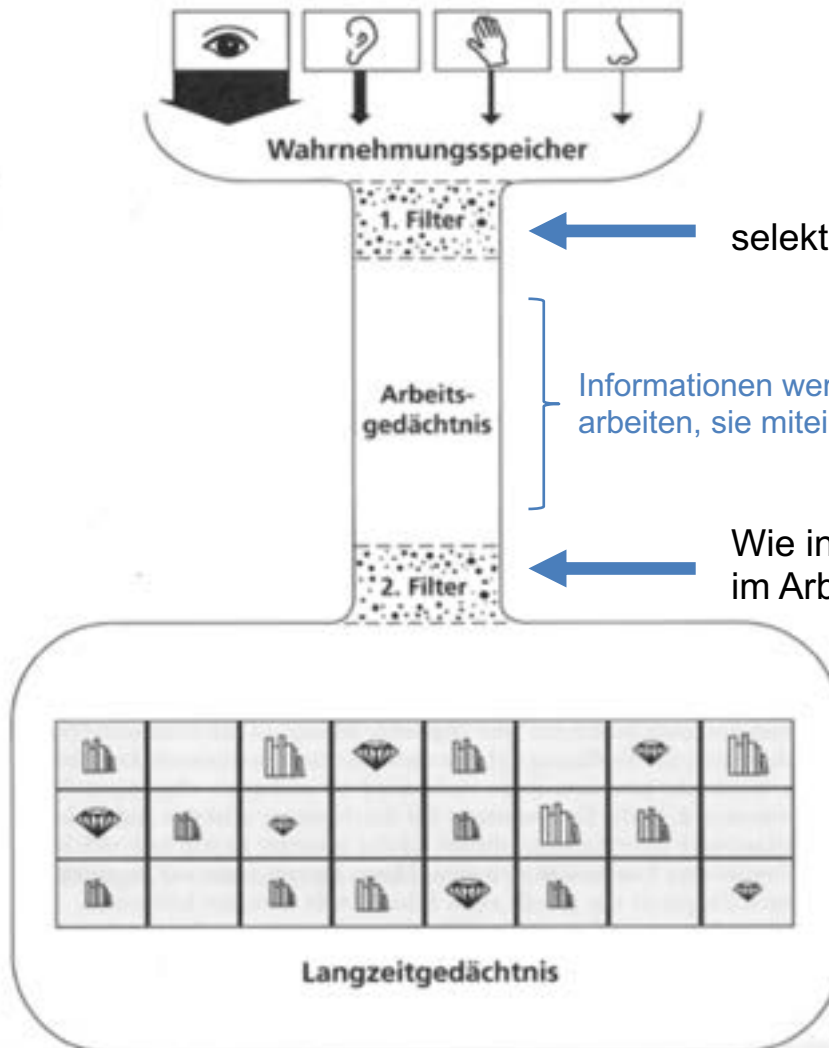 Wahrnehmungsspeicher
1. Filter
selekt
Arbeits-
gedächtnis
Informationen wer
arbeiten, sie mitei
Wie in
im Arb
2. Filter
Langzeitgedächtnis